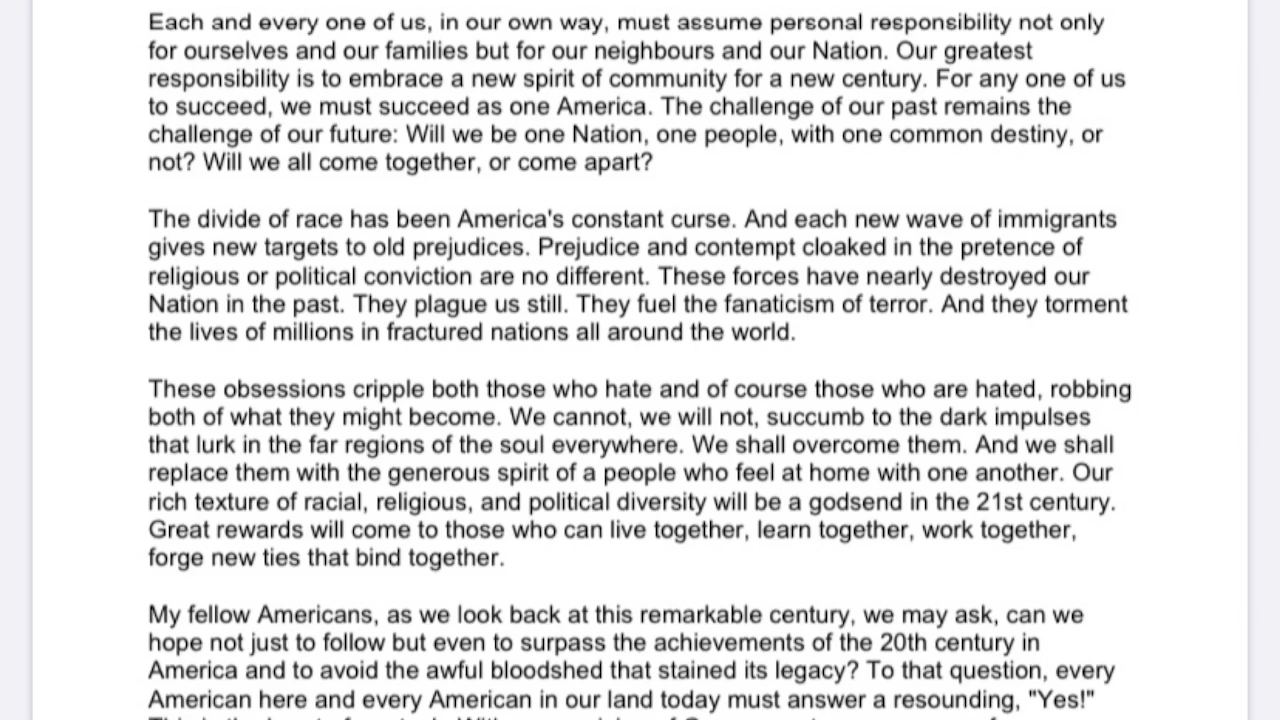 Each and every one of us, in our own way, must assume personal responsibility not only
for ourselves and our families but for our neighbours and our Nation. Our greatest
responsibility is to embrace a new spirit of community for a new century. For any one of us
to succeed, we must succeed as one America. The challenge of our past remains the
challenge of our future: Will we be one Nation, one people, with one common destiny, or
not? Will we all come together, or come apart?
The divide of race has been America's constant curse. And each new wave of immigrants
gives new targets to old prejudices. Prejudice and contempt cloaked in the pretence of
religious or political conviction are no different. These forces have nearly destroyed our
Nation in the past. They plague us still. They fuel the fanaticism of terror. And they torment
the lives of millions in fractured nations all around the world.
These obsessions cripple both those who hate and of course those who are hated, robbing
both of what they might become. We cannot, we will not, succumb to the dark impulses
that lurk in the far regions of the soul everywhere. We shall overcome them. And we shall
replace them with the generous spirit of a people who feel at home with one another. Our
rich texture of racial, religious, and political diversity will be a godsend in the 21st century.
Great rewards will come to those who can live together, learn together, work together,
forge new ties that bind together.
My fellow Americans, as we look back at this remarkable century, we may ask, can we
hope not just to follow but even to surpass the achievements of the 20th century in
America and to avoid the awful bloodshed that stained its legacy? To that question, every
American here and every American in our land today must answer a resounding, "Yes!"